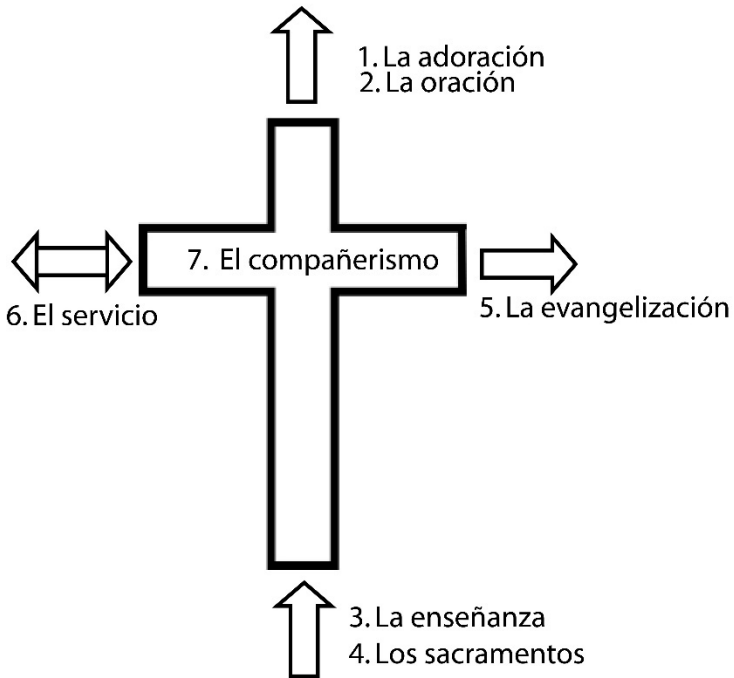 1. La adoración
2. La oración
7. El compañerismo
6. El servicio
5. La evangelización
3. La enseñanza
4. Los sacramentos